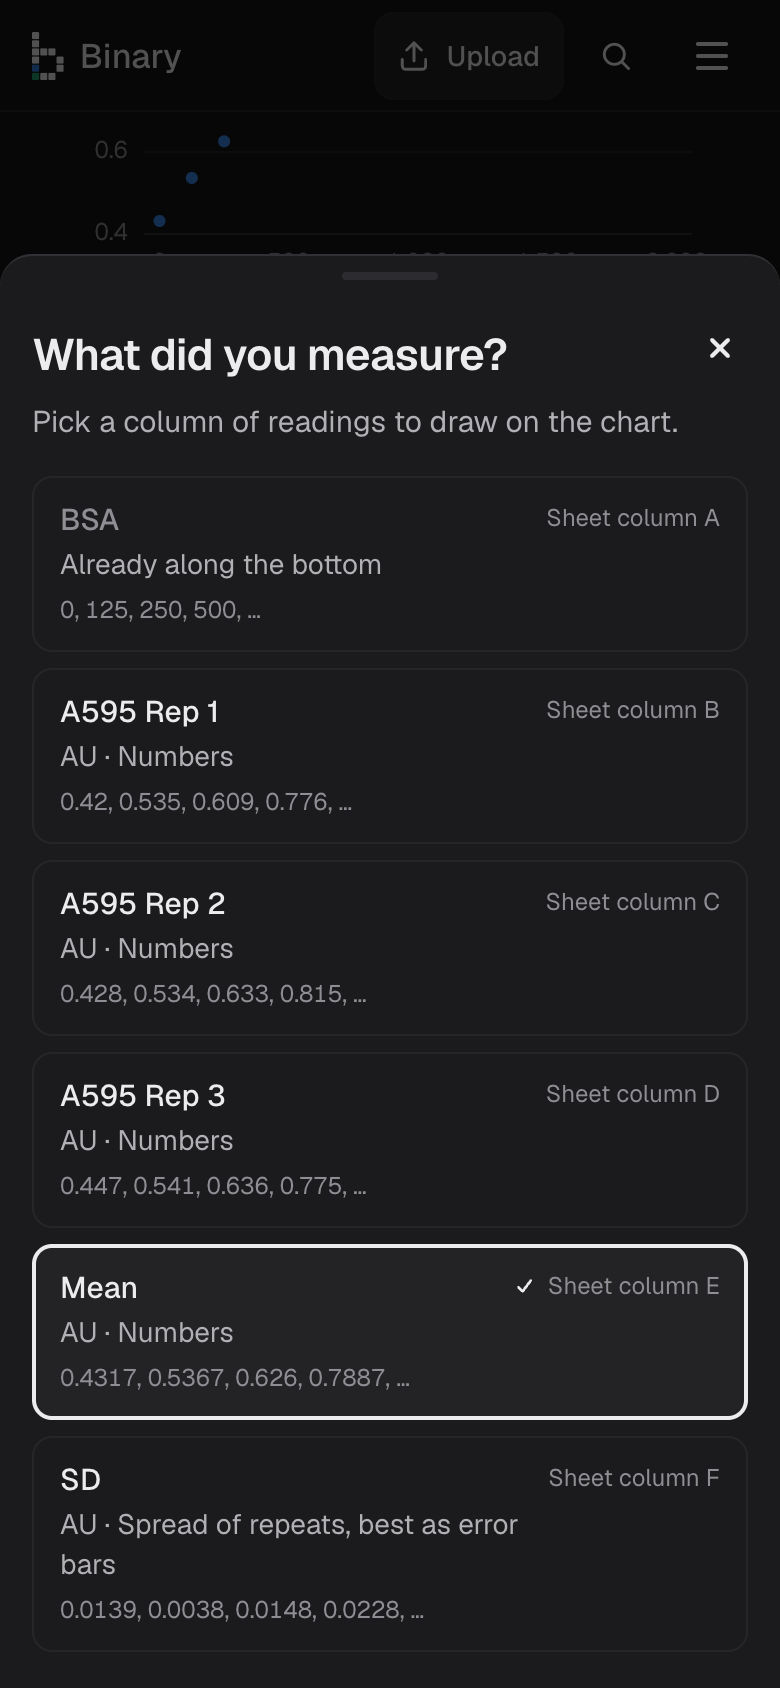 Binary
Upload
0.6
0.4
What did you measure?
Pick a column of readings to draw on the chart.
BSA
Sheet column A
Already along the bottom
0, 125, 250, 500, ...
A595 Rep 1
Sheet column B
AU · Numbers
0.42, 0.535, 0.609, 0.776, ...
A595 Rep 2
Sheet column C
AU · Numbers
0.428, 0.534, 0.633, 0.815, ...
A595 Rep 3
Sheet column D
AU · Numbers
0.447, 0.541, 0.636, 0.775, ...
Mean
✓ Sheet column E
AU · Numbers
0.4317, 0.5367, 0.626, 0.7887, ...
SD
Sheet column F
AU · Spread of repeats, best as error
bars
0.0139, 0.0038, 0.0148, 0.0228, ...